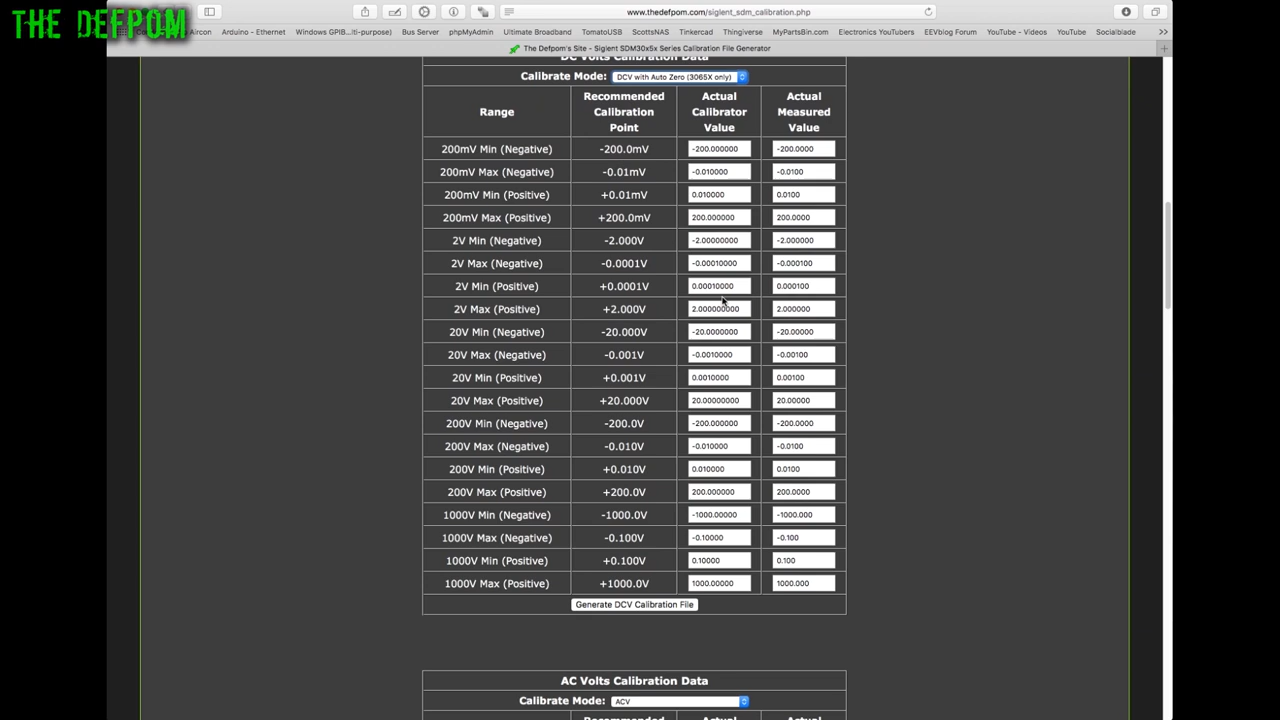 THE DEFPOM
www.thedefpom.com/siglent_sdm_calibration.php
Aircon Arduino - Ethernet Windows GPIB...ti-purpose) Bus Server phpMyAdmin Ultimate Broadband TomatoUSB ScottsNAS Tinkercad Thingiverse MyPartsBin.com Electronics YouTubers EEVblog Forum YouTube - Videos YouTube Socialblade
The Defpom's Site - Siglent SDM30x5x Series Calibration File Generator
DC Volts Calibration Data
Calibrate Mode: DCV with Auto Zero (3065X only)
Range Recommended Calibration Point Actual Calibrator Value Actual Measured Value
200mV Min (Negative) -200.0mV -200.000000 -200.0000
200mV Max (Negative) -0.01mV -0.010000 -0.0100
200mV Min (Positive) +0.01mV 0.010000 0.0100
200mV Max (Positive) +200.0mV 200.000000 200.0000
2V Min (Negative) -2.000V -2.00000000 -2.000000
2V Max (Negative) -0.0001V -0.00010000 -0.000100
2V Min (Positive) +0.0001V 0.00010000 0.000100
2V Max (Positive) +2.000V 2.000000000 2.000000
20V Min (Negative) -20.000V -20.0000000 -20.00000
20V Max (Negative) -0.001V -0.0010000 -0.00100
20V Min (Positive) +0.001V 0.0010000 0.00100
20V Max (Positive) +20.000V 20.00000000 20.00000
200V Min (Negative) -200.0V -200.000000 -200.0000
200V Max (Negative) -0.010V -0.010000 -0.0100
200V Min (Positive) +0.010V 0.010000 0.0100
200V Max (Positive) +200.0V 200.000000 200.0000
1000V Min (Negative) -1000.0V -1000.00000 -1000.000
1000V Max (Negative) -0.100V -0.10000 -0.100
1000V Min (Positive) +0.100V 0.10000 0.100
1000V Max (Positive) +1000.0V 1000.00000 1000.000
Generate DCV Calibration File
AC Volts Calibration Data
Calibrate Mode: ACV
Recommended Actual Actual